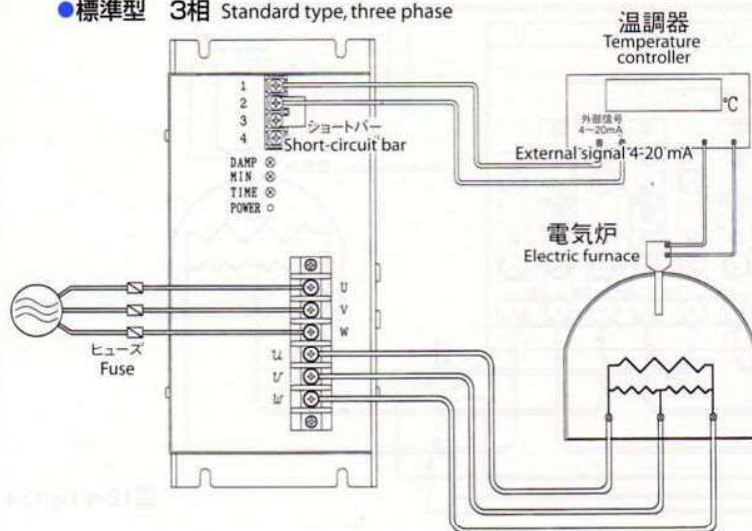 ●標準型 3相 Standard type, three phase
温調器
Temperature
controller
℃
外部信号
4～20mA
External signal 4-20 mA
1
2
3
4
ショートバー
Short-circuit bar
DAMP
MIN
TIME
POWER
電気炉
Electric furnace
U
V
W
ヒューズ
Fuse
u
v
w